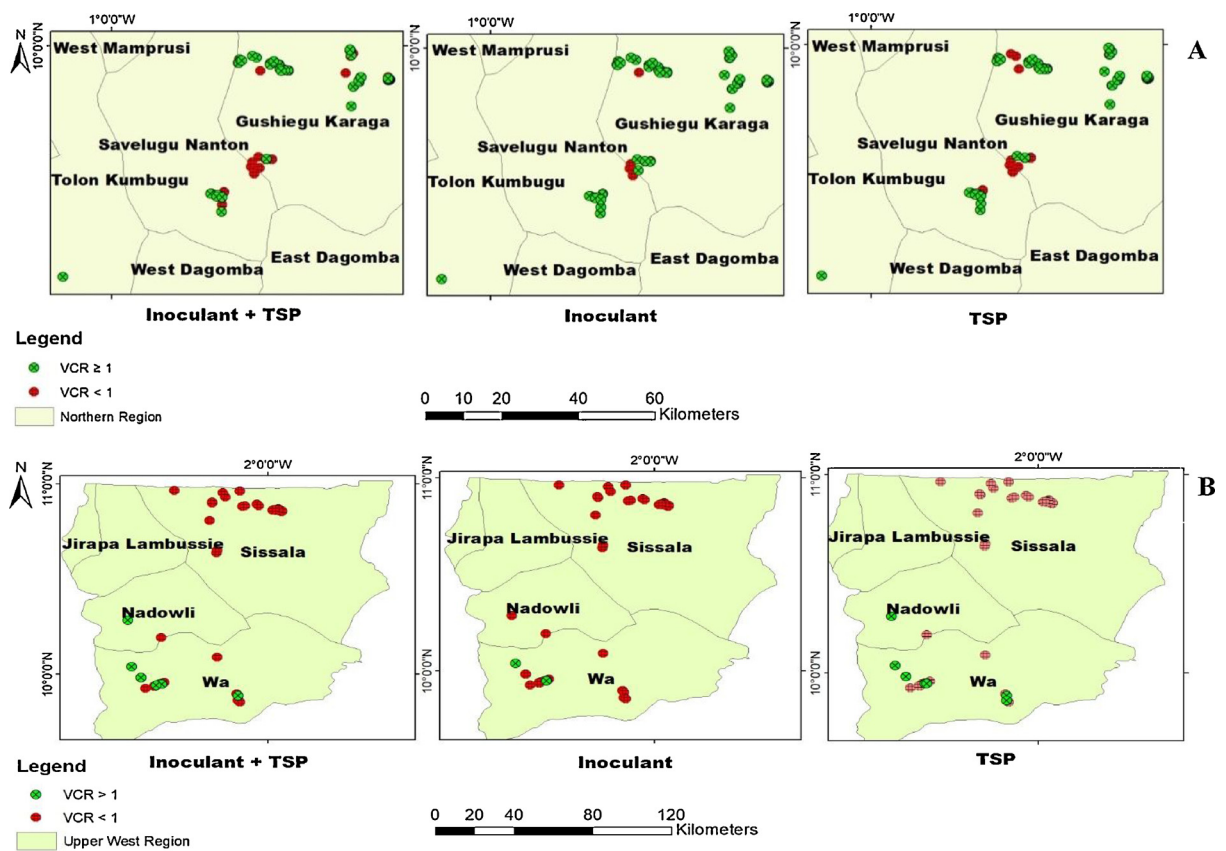 1°0'0"W
1°0'0"W
1°0'0"W
N
10°0'0"N
West Mamprusi
Gushiegu Karaga
Savelugu Nanton
Tolon Kumbugu
East Dagomba
West Dagomba
Inoculant + TSP
10°0'0"N
West Mamprusi
Gushiegu Karaga
Savelugu Nanton
Tolon Kumbugu
East Dagomba
West Dagomba
Inoculant
10°0'0"N
West Mamprusi
Gushiegu Karaga
Savelugu Nanton
Tolon Kumbugu
East Dagomba
West Dagomba
TSP
A
Legend
VCR ≥ 1
VCR < 1
Northern Region
0 10 20 40 60
Kilometers
2°0'0"W
2°0'0"W
2°0'0"W
N
11°0'0"N
Jirapa Lambussie
Sissala
Nadowli
10°0'0"N
Wa
Inoculant + TSP
11°0'0"N
Jirapa Lambussie
Sissala
Nadowli
10°0'0"N
Wa
Inoculant
11°0'0"N
Jirapa Lambussie
Sissala
Nadowli
10°0'0"N
Wa
TSP
B
Legend
VCR > 1
VCR < 1
Upper West Region
0 20 40 80 120
Kilometers